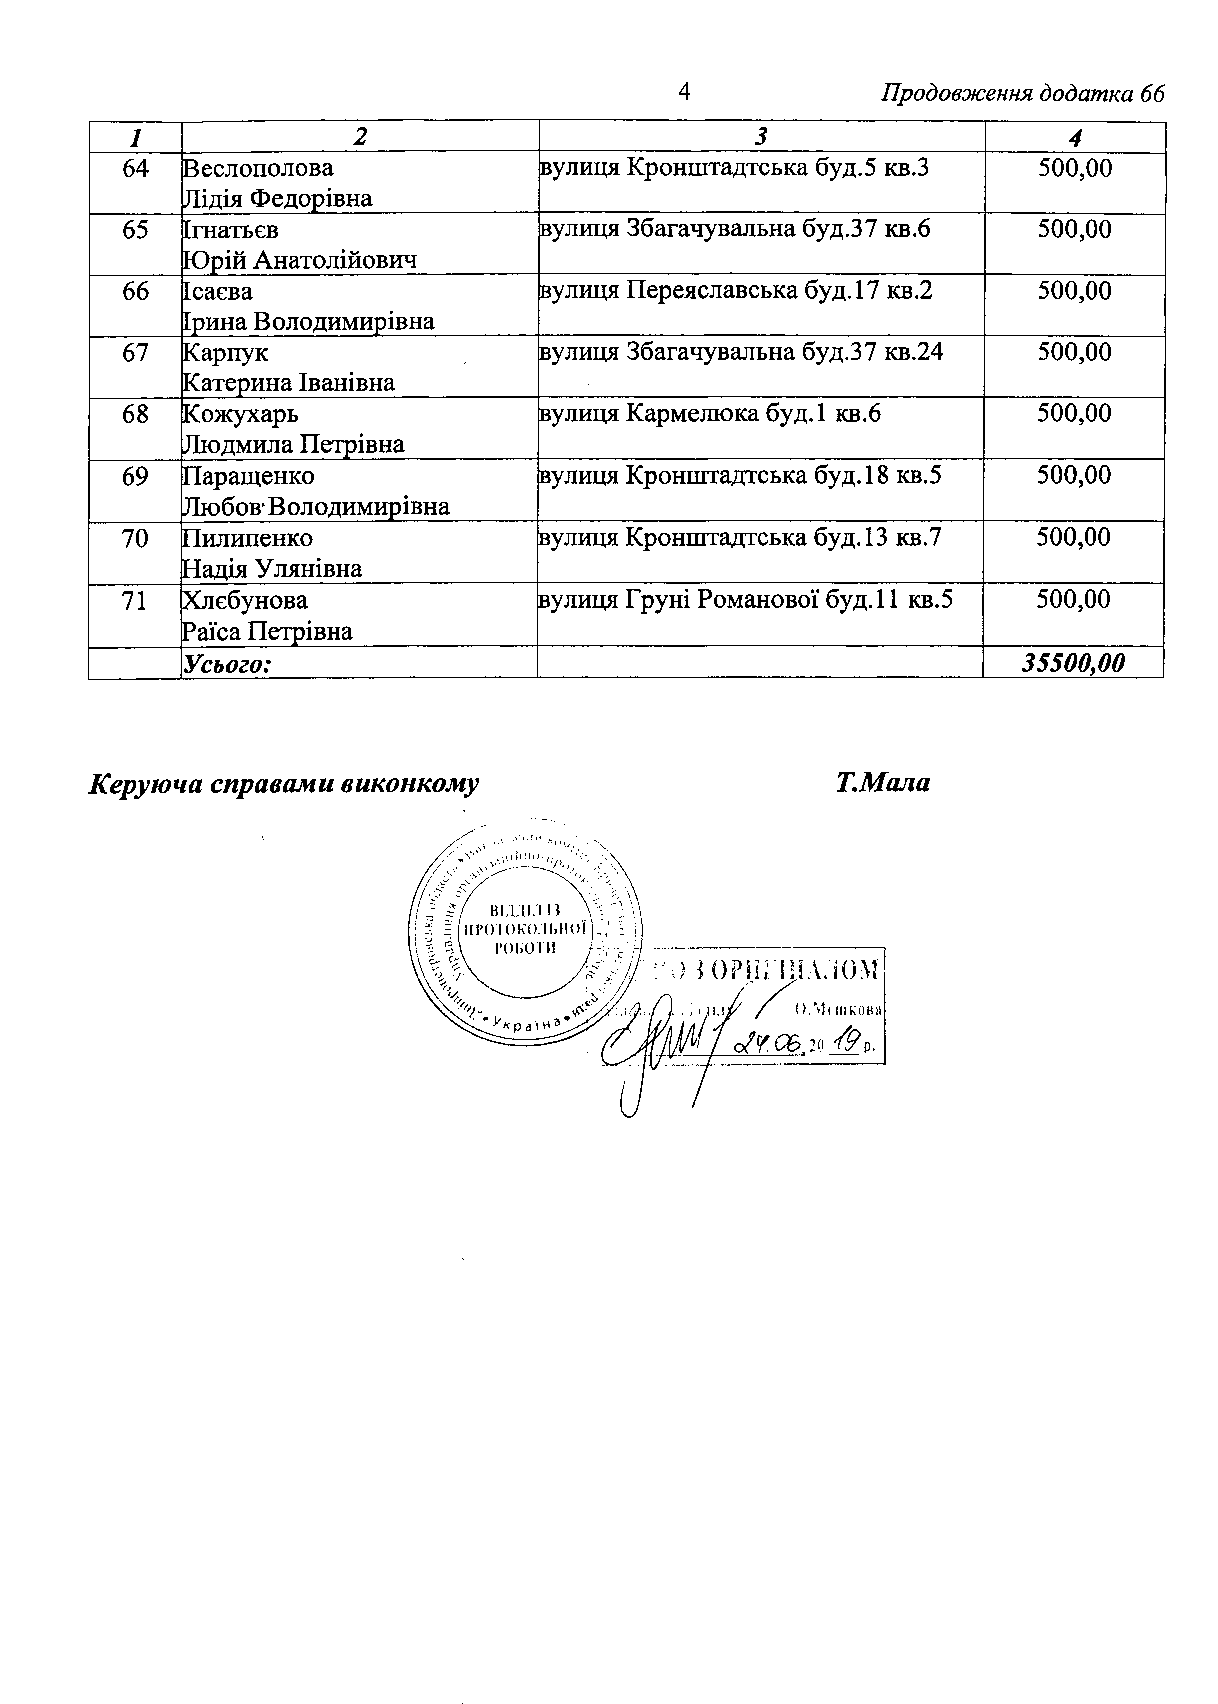 4
Продовження додатка 66
1 2 3 4
64 Веслополова вулиця Кронштадтська буд.5 кв.3 500,00
Лідія Федорівна
65 Ігнатьєв вулиця Збагачувальна буд.37 кв.6 500,00
Юрій Анатолійович
66 Ісаєва вулиця Переяславська буд.17 кв.2 500,00
Ірина Володимирівна
67 Карпук вулиця Збагачувальна буд.37 кв.24 500,00
Катерина Іванівна
68 Кожухарь вулиця Кармелюка буд.1 кв.6 500,00
Людмила Петрівна
69 Паращенко вулиця Кронштадтська буд.18 кв.5 500,00
Любов Володимирівна
70 Пилипенко вулиця Кронштадтська буд.13 кв.7 500,00
Надія Улянівна
71 Хлєбунова вулиця Груні Романової буд.11 кв.5 500,00
Раїса Петрівна
Усього: 35500,00
Керуюча справами виконкому Т.Мала
ВІДДІЛ ІЗ
ПРОТОКОЛЬНОЇ
РОБОТИ
Україна
З ОРИГІНАЛОМ
О.Мєшкова
24.06.2019 р.